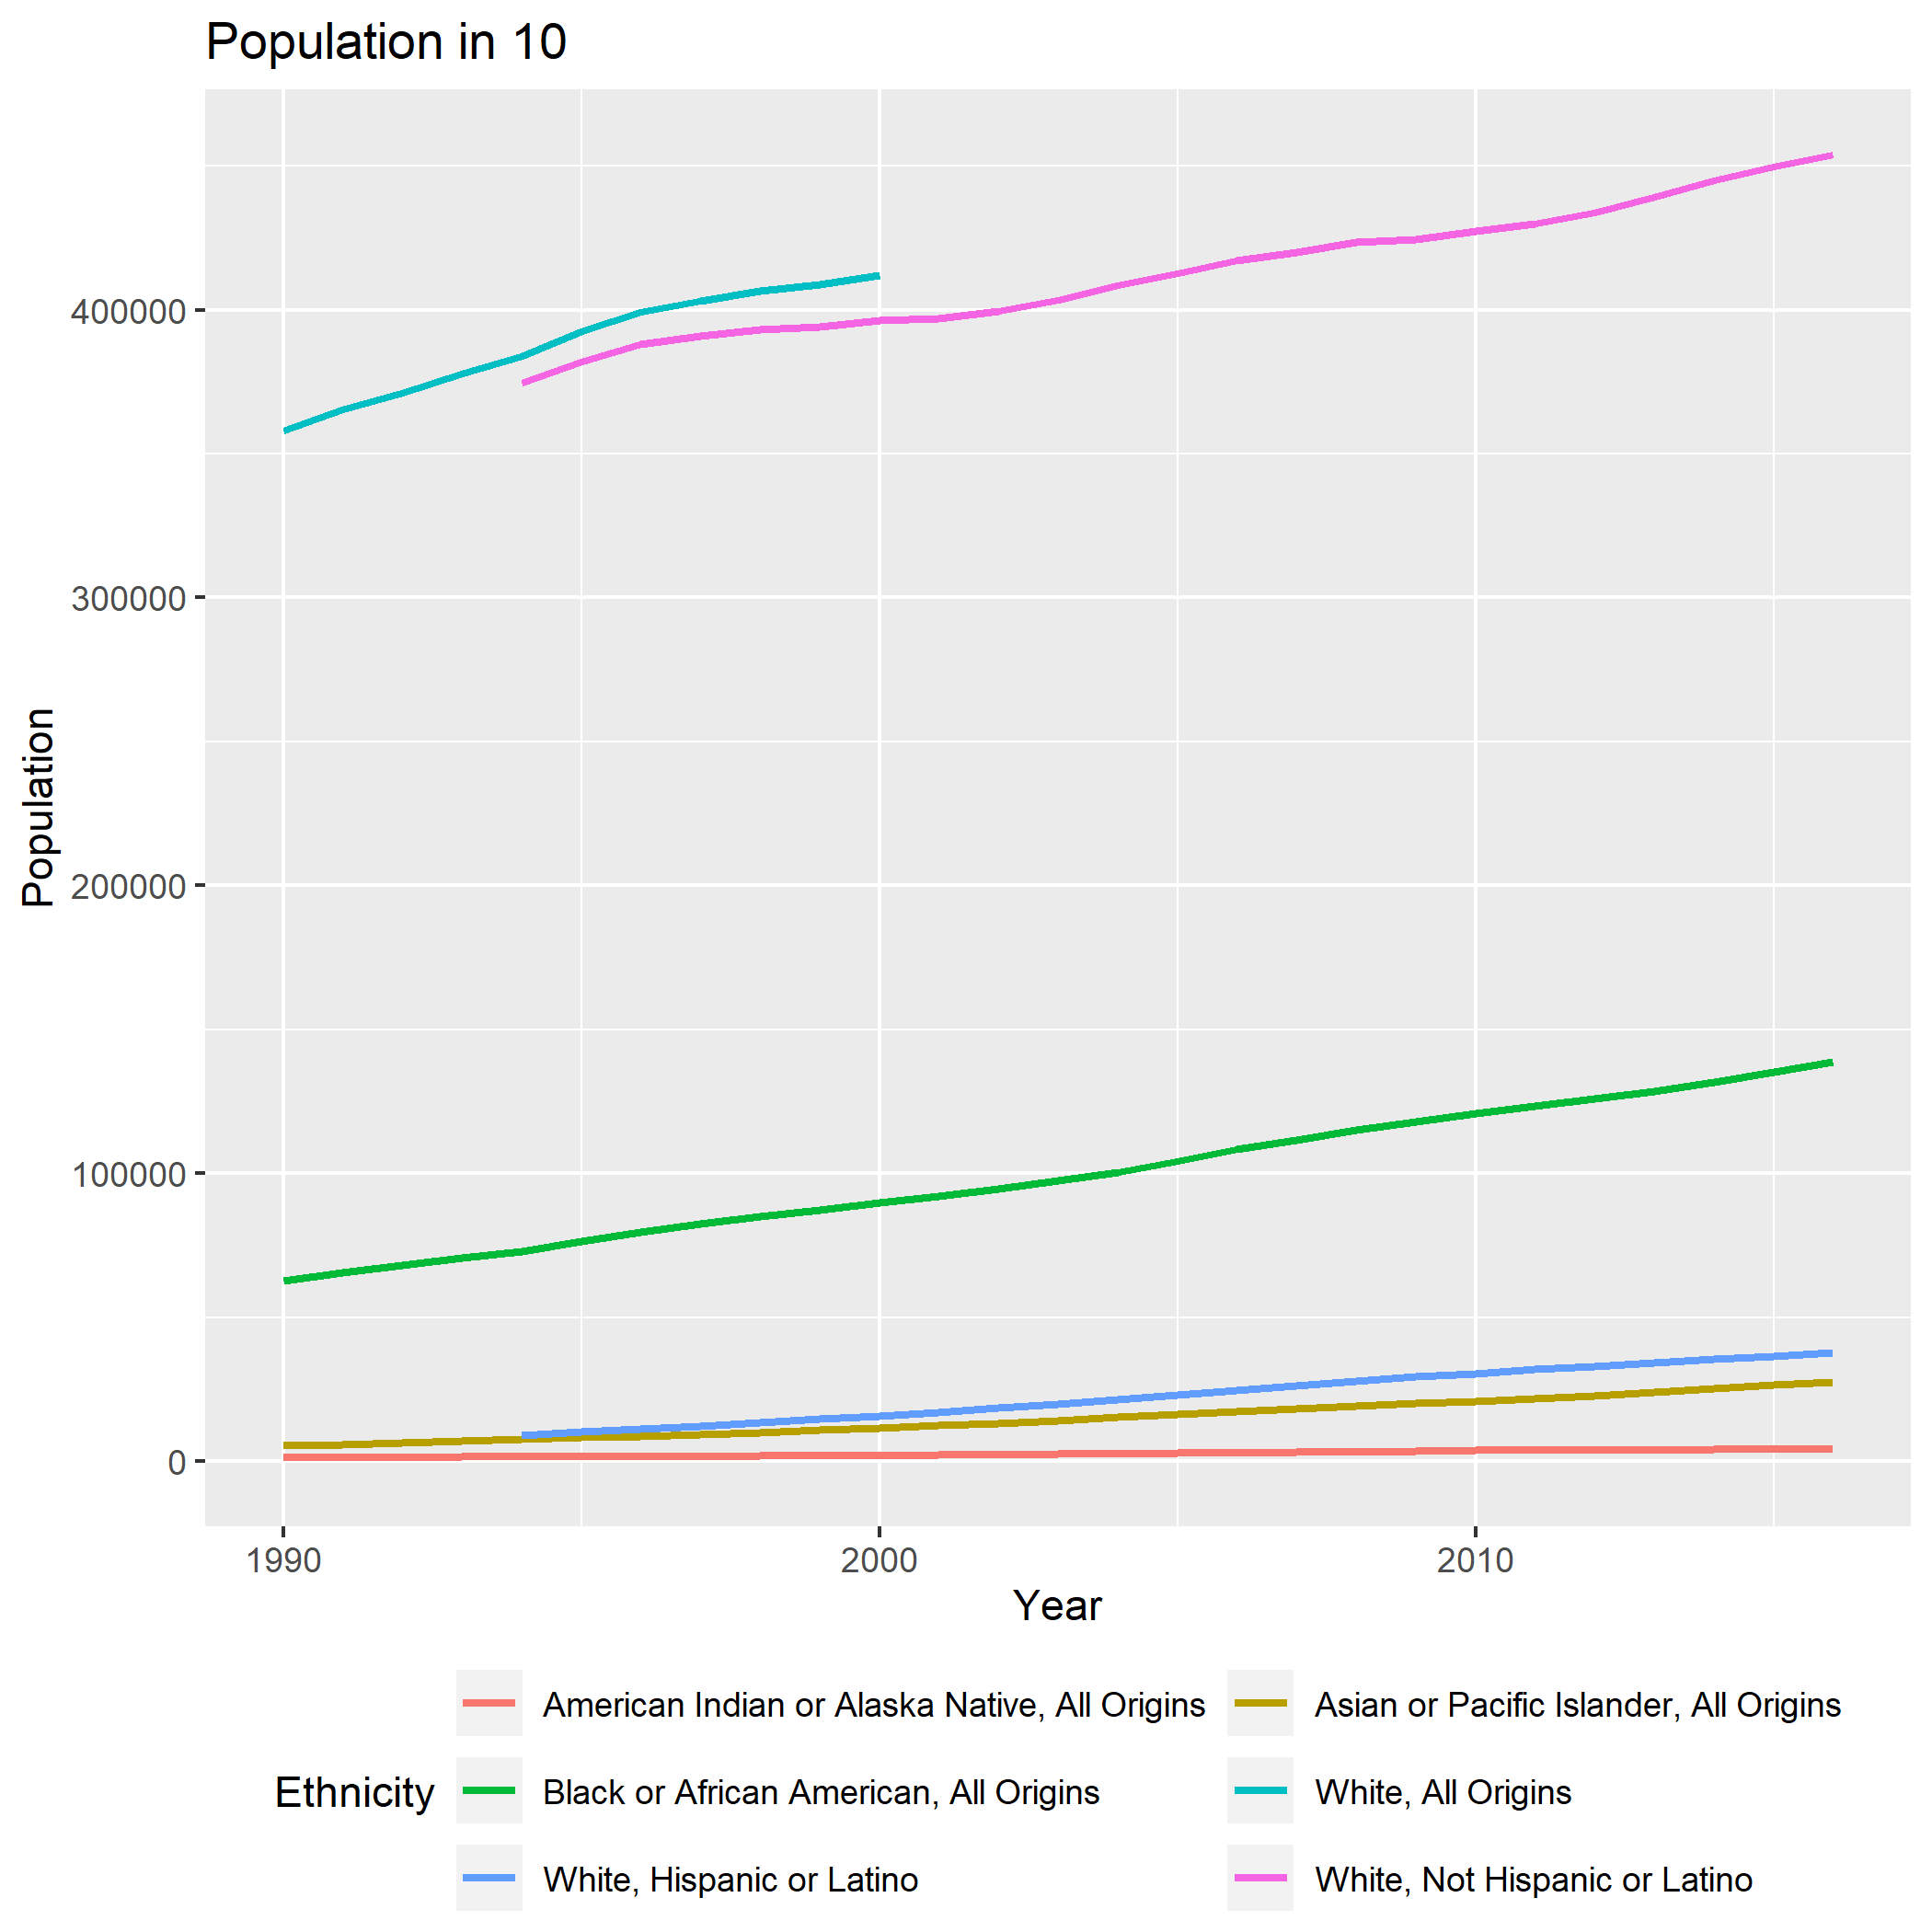 Population in 10
Population
400000
300000
200000
100000
0
1990 2000 2010
Year
Ethnicity
American Indian or Alaska Native, All Origins
Asian or Pacific Islander, All Origins
Black or African American, All Origins
White, All Origins
White, Hispanic or Latino
White, Not Hispanic or Latino